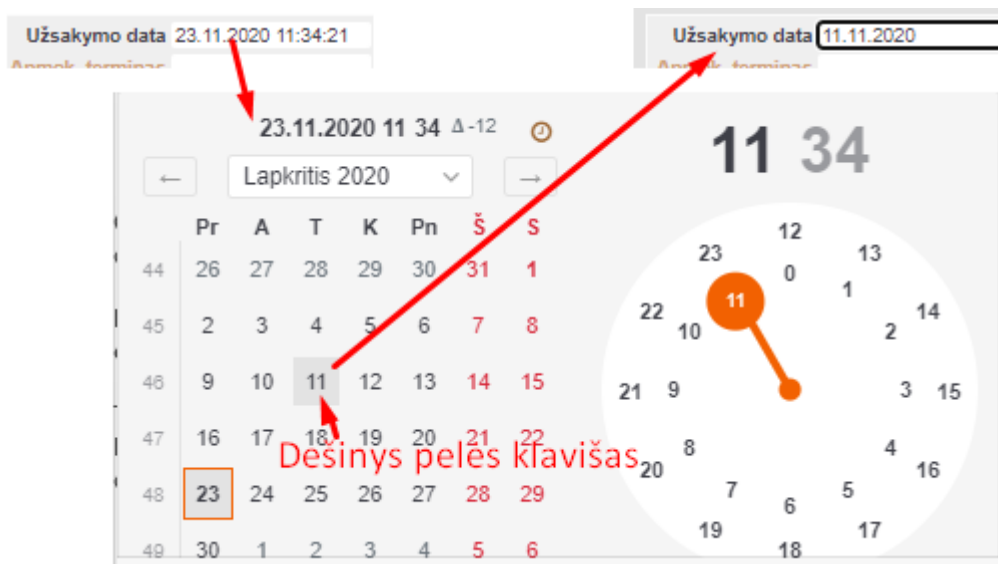 Užsakymo data 23.11.2020 11:34:21
Užsakymo data 11.11.2020
Apmok. terminas
Apmok. terminas
23.11.2020 11 34 Δ -12
11 34
← Lapkritis 2020 →
Pr A T K Pn Š S
44 26 27 28 29 30 31 1
45 2 3 4 5 6 7 8
46 9 10 11 12 13 14 15
47 16 17 18 19 20 21 22
Dešinys pelės klavišas
48 23 24 25 26 27 28 29
49 30 1 2 3 4 5 6
12
23 13
0
11 1
22 14
10 2
21 9 3 15
8 4
20 16
7 5
6
19 17
18